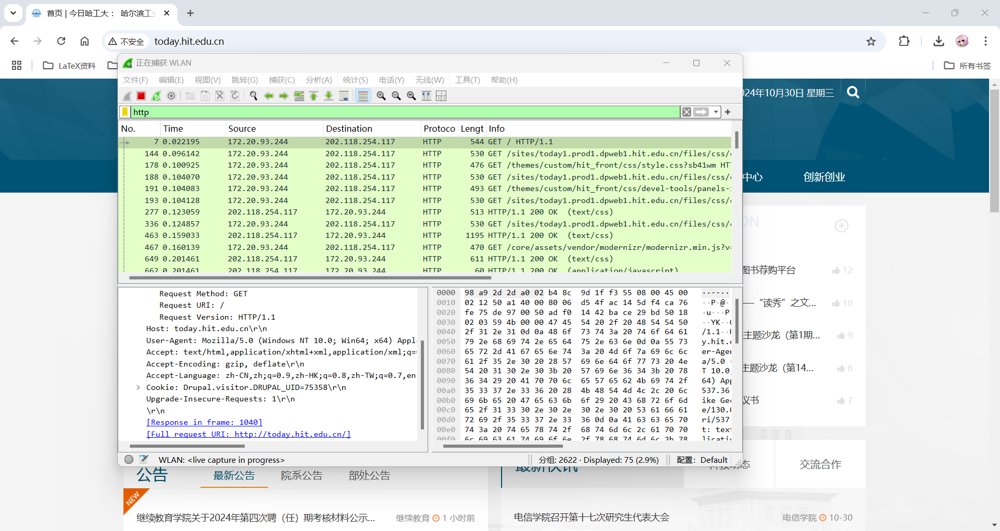 首页 | 今日哈工大： 哈尔滨工
不安全 today.hit.edu.cn
LaTeX资料
所有书签
正在捕获 WLAN
文件(F) 编辑(E) 视图(V) 跳转(G) 捕获(C) 分析(A) 统计(S) 电话(Y) 无线(W) 工具(T) 帮助(H)
024年10月30日 星期三
http
No. Time Source Destination Protoco Lengt Info
7 0.022195 172.20.93.244 202.118.254.117 HTTP 544 GET / HTTP/1.1
144 0.096142 172.20.93.244 202.118.254.117 HTTP 530 GET /sites/today1.prod1.dpweb1.hit.edu.cn/files/css/
178 0.100925 172.20.93.244 202.118.254.117 HTTP 476 GET /themes/custom/hit_front/css/style.css?sb41wm HT
188 0.104070 172.20.93.244 202.118.254.117 HTTP 530 GET /sites/today1.prod1.dpweb1.hit.edu.cn/files/css/
191 0.104083 172.20.93.244 202.118.254.117 HTTP 493 GET /themes/custom/hit_front/css/devel-tools/panels-
193 0.104128 172.20.93.244 202.118.254.117 HTTP 530 GET /sites/today1.prod1.dpweb1.hit.edu.cn/files/css/
277 0.123059 202.118.254.117 172.20.93.244 HTTP 513 HTTP/1.1 200 OK (text/css)
336 0.124857 172.20.93.244 202.118.254.117 HTTP 530 GET /sites/today1.prod1.dpweb1.hit.edu.cn/files/css/
463 0.159033 202.118.254.117 172.20.93.244 HTTP 1195 HTTP/1.1 200 OK (text/css)
467 0.160139 172.20.93.244 202.118.254.117 HTTP 470 GET /core/assets/vendor/modernizr/modernizr.min.js?v=
649 0.201461 202.118.254.117 172.20.93.244 HTTP 611 HTTP/1.1 200 OK (text/css)
662 0.201461 202.118.254.117 172.20.93.244 HTTP 60 HTTP/1.1 200 OK (application/javascript)
中心 创新创业
ON
图书荐购平台 12
—“读秀”之文... 10
主题沙龙（第1期... 9
主题沙龙（第14... 8
议书 7
Request Method: GET
Request URI: /
Request Version: HTTP/1.1
Host: today.hit.edu.cn\r\n
User-Agent: Mozilla/5.0 (Windows NT 10.0; Win64; x64) Appl
Accept: text/html,application/xhtml+xml,application/xml;q=
Accept-Encoding: gzip, deflate\r\n
Accept-Language: zh-CN,zh;q=0.9,zh-HK;q=0.8,zh-TW;q=0.7,en
Cookie: Drupal.visitor.DRUPAL_UID=75358\r\n
Upgrade-Insecure-Requests: 1\r\n
\r\n
[Response in frame: 1040]
[Full request URI: http://today.hit.edu.cn/]
0000 98 a9 2d 2d a0 02 b4 8c 9d 1f f3 55 08 00 45 00 ··--··
0010 02 12 50 a1 40 00 80 06 d5 4f ac 14 5d f4 ca 76 ··P·@·
0020 fe 75 de 97 00 50 ad f0 14 42 ba ce 29 bd 50 18 ·u···P
0030 02 03 59 4b 00 00 47 45 54 20 2f 20 48 54 54 50 ··YK··
0040 2f 31 2e 31 0d 0a 48 6f 73 74 3a 20 74 6f 64 61 /1.1··
0050 79 2e 68 69 74 2e 65 64 75 2e 63 6e 0d 0a 55 73 y.hit.e
0060 65 72 2d 41 67 65 6e 74 3a 20 4d 6f 7a 69 6c 6c er-Agen
0070 61 2f 35 2e 30 20 28 57 69 6e 64 6f 77 73 20 4e a/5.0 (
0080 54 20 31 30 2e 30 3b 20 57 69 6e 36 34 3b 20 78 T 10.0
0090 36 34 29 20 41 70 70 6c 65 57 65 62 4b 69 74 2f 64) App
00a0 35 33 37 2e 33 36 20 28 4b 48 54 4d 4c 2c 20 6c 537.36
00b0 69 6b 65 20 47 65 63 6b 6f 29 20 43 68 72 6f 6d ike Gec
00c0 65 2f 31 33 30 2e 30 2e 30 2e 30 20 53 61 66 61 e/130.0
00d0 72 69 2f 35 33 37 2e 33 36 0d 0a 41 63 63 65 70 ri/537
00e0 74 3a 20 74 65 78 74 2f 68 74 6d 6c 2c 61 70 70 t: text
00f0 6c 69 63 61 74 69 6f 6e 2f 78 68 74 6d 6c 2b 78 licatio
WLAN: <live capture in progress> 分组: 2622 · Displayed: 75 (2.9%) 配置: Default
公告 最新公告 院系公告 部处公告
最新快讯 科教动态 交流合作
NEW
继续教育学院关于2024年第四次聘（任）期考核材料公示... 继续教育 1 小时前
电信学院召开第十七次研究生代表大会 电信学院 10-30